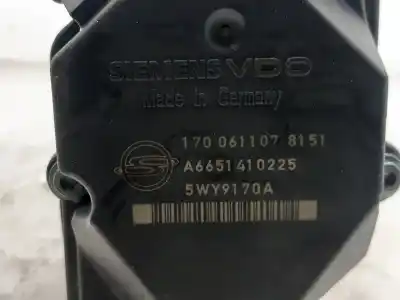 SIEMENS VDO
Made in Germany
170 061107 8151
A6651410225
5WY9170A